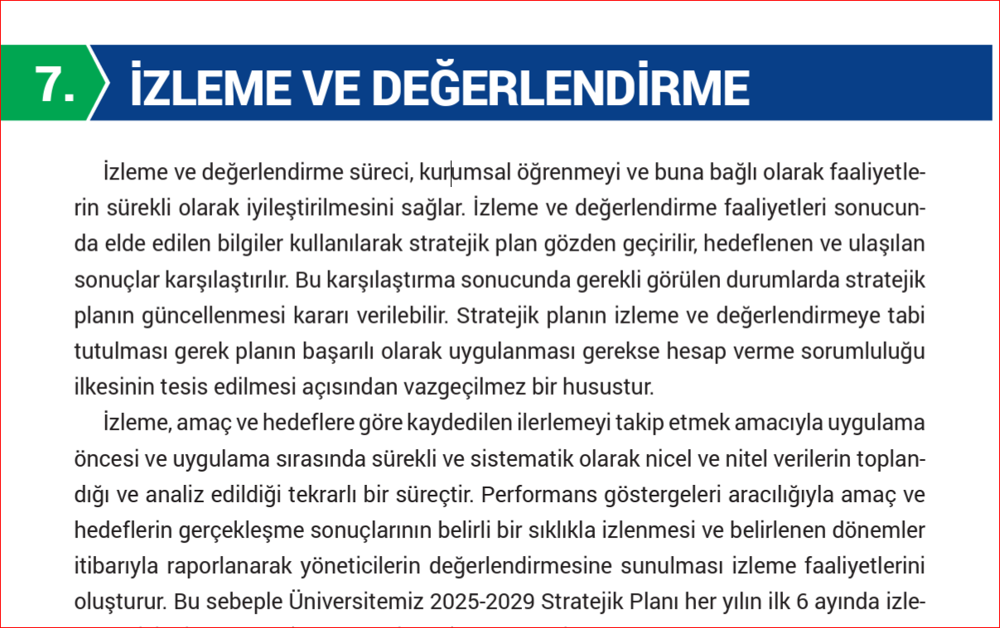 7. İZLEME VE DEĞERLENDİRME
İzleme ve değerlendirme süreci, kurumsal öğrenmeyi ve buna bağlı olarak faaliyetle-
rin sürekli olarak iyileştirilmesini sağlar. İzleme ve değerlendirme faaliyetleri sonucun-
da elde edilen bilgiler kullanılarak stratejik plan gözden geçirilir, hedeflenen ve ulaşılan
sonuçlar karşılaştırılır. Bu karşılaştırma sonucunda gerekli görülen durumlarda stratejik
planın güncellenmesi kararı verilebilir. Stratejik planın izleme ve değerlendirmeye tabi
tutulması gerek planın başarılı olarak uygulanması gerekse hesap verme sorumluluğu
ilkesinin tesis edilmesi açısından vazgeçilmez bir husustur.
İzleme, amaç ve hedeflere göre kaydedilen ilerlemeyi takip etmek amacıyla uygulama
öncesi ve uygulama sırasında sürekli ve sistematik olarak nicel ve nitel verilerin toplan-
dığı ve analiz edildiği tekrarlı bir süreçtir. Performans göstergeleri aracılığıyla amaç ve
hedeflerin gerçekleşme sonuçlarının belirli bir sıklıkla izlenmesi ve belirlenen dönemler
itibarıyla raporlanarak yöneticilerin değerlendirmesine sunulması izleme faaliyetlerini
oluşturur. Bu sebeple Üniversitemiz 2025-2029 Stratejik Planı her yılın ilk 6 ayında izle-